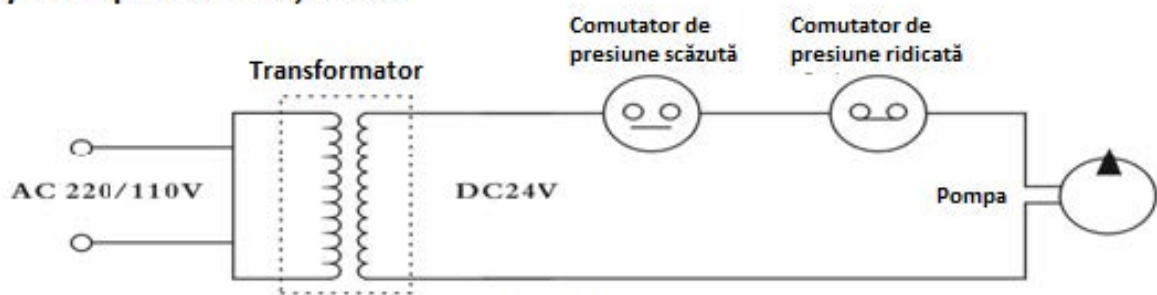 Comutator de
presiune scăzută
Comutator de
presiune ridicată
Transformator
AC 220/110V
DC24V
Pompa